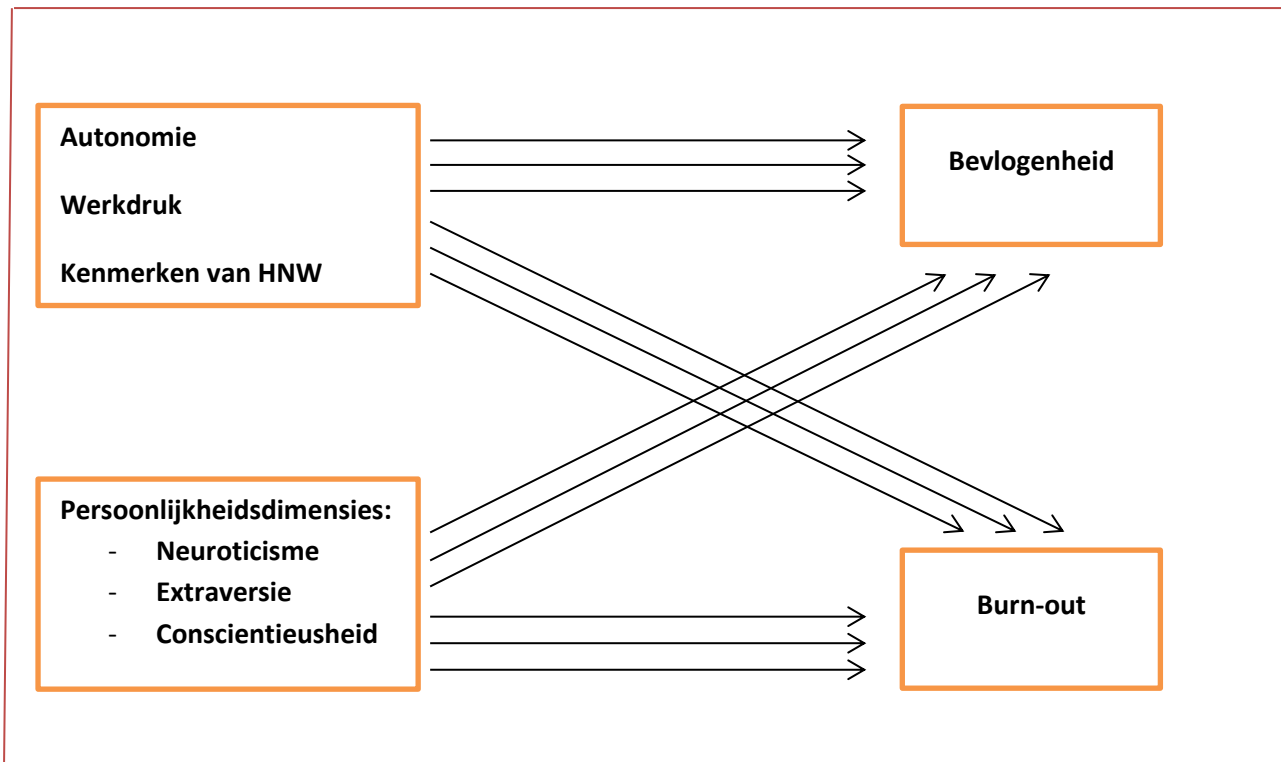 Autonomie
Werkdruk
Kenmerken van HNW
Bevlogenheid
Persoonlijkheidsdimensies:
- Neuroticisme
- Extraversie
- Conscientieusheid
Burn-out